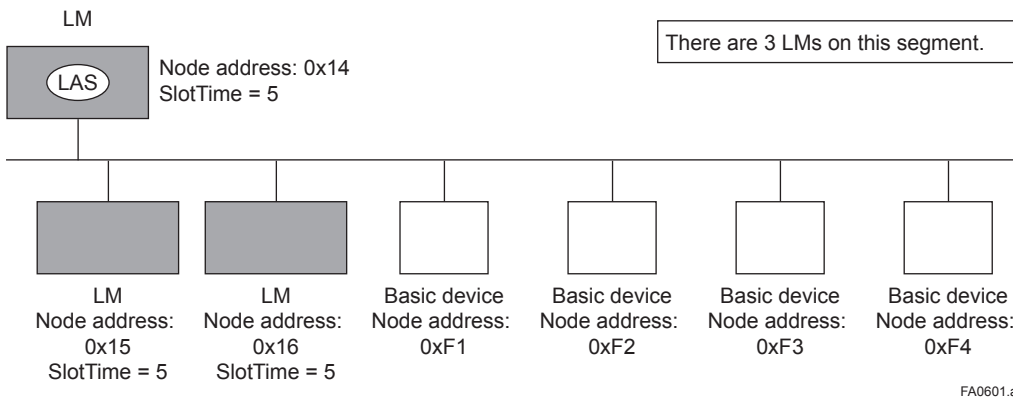 LM
There are 3 LMs on this segment.
LAS
Node address: 0x14
SlotTime = 5
LM
Node address:
0x15
SlotTime = 5
LM
Node address:
0x16
SlotTime = 5
Basic device
Node address:
0xF1
Basic device
Node address:
0xF2
Basic device
Node address:
0xF3
Basic device
Node address:
0xF4
FA0601.a